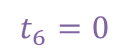 t₆ = 0